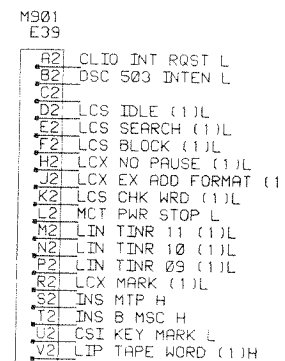 M901
E39
A2 CLIO INT RQST L
B2 DSC 503 INTEN L
C2
D2 LCS IDLE (1)L
E2 LCS SEARCH (1)L
F2 LCS BLOCK (1)L
H2 LCX NO PAUSE (1)L
J2 LCX EX ADD FORMAT (1
K2 LCS CHK WRD (1)L
L2 MCT PWR STOP L
M2 LIN TINR 11 (1)L
N2 LIN TINR 10 (1)L
P2 LIN TINR 09 (1)L
R2 LCX MARK (1)L
S2 INS MTP H
T2 INS B MSC H
U2 CSI KEY MARK L
V2 LIP TAPE WORD (1)H